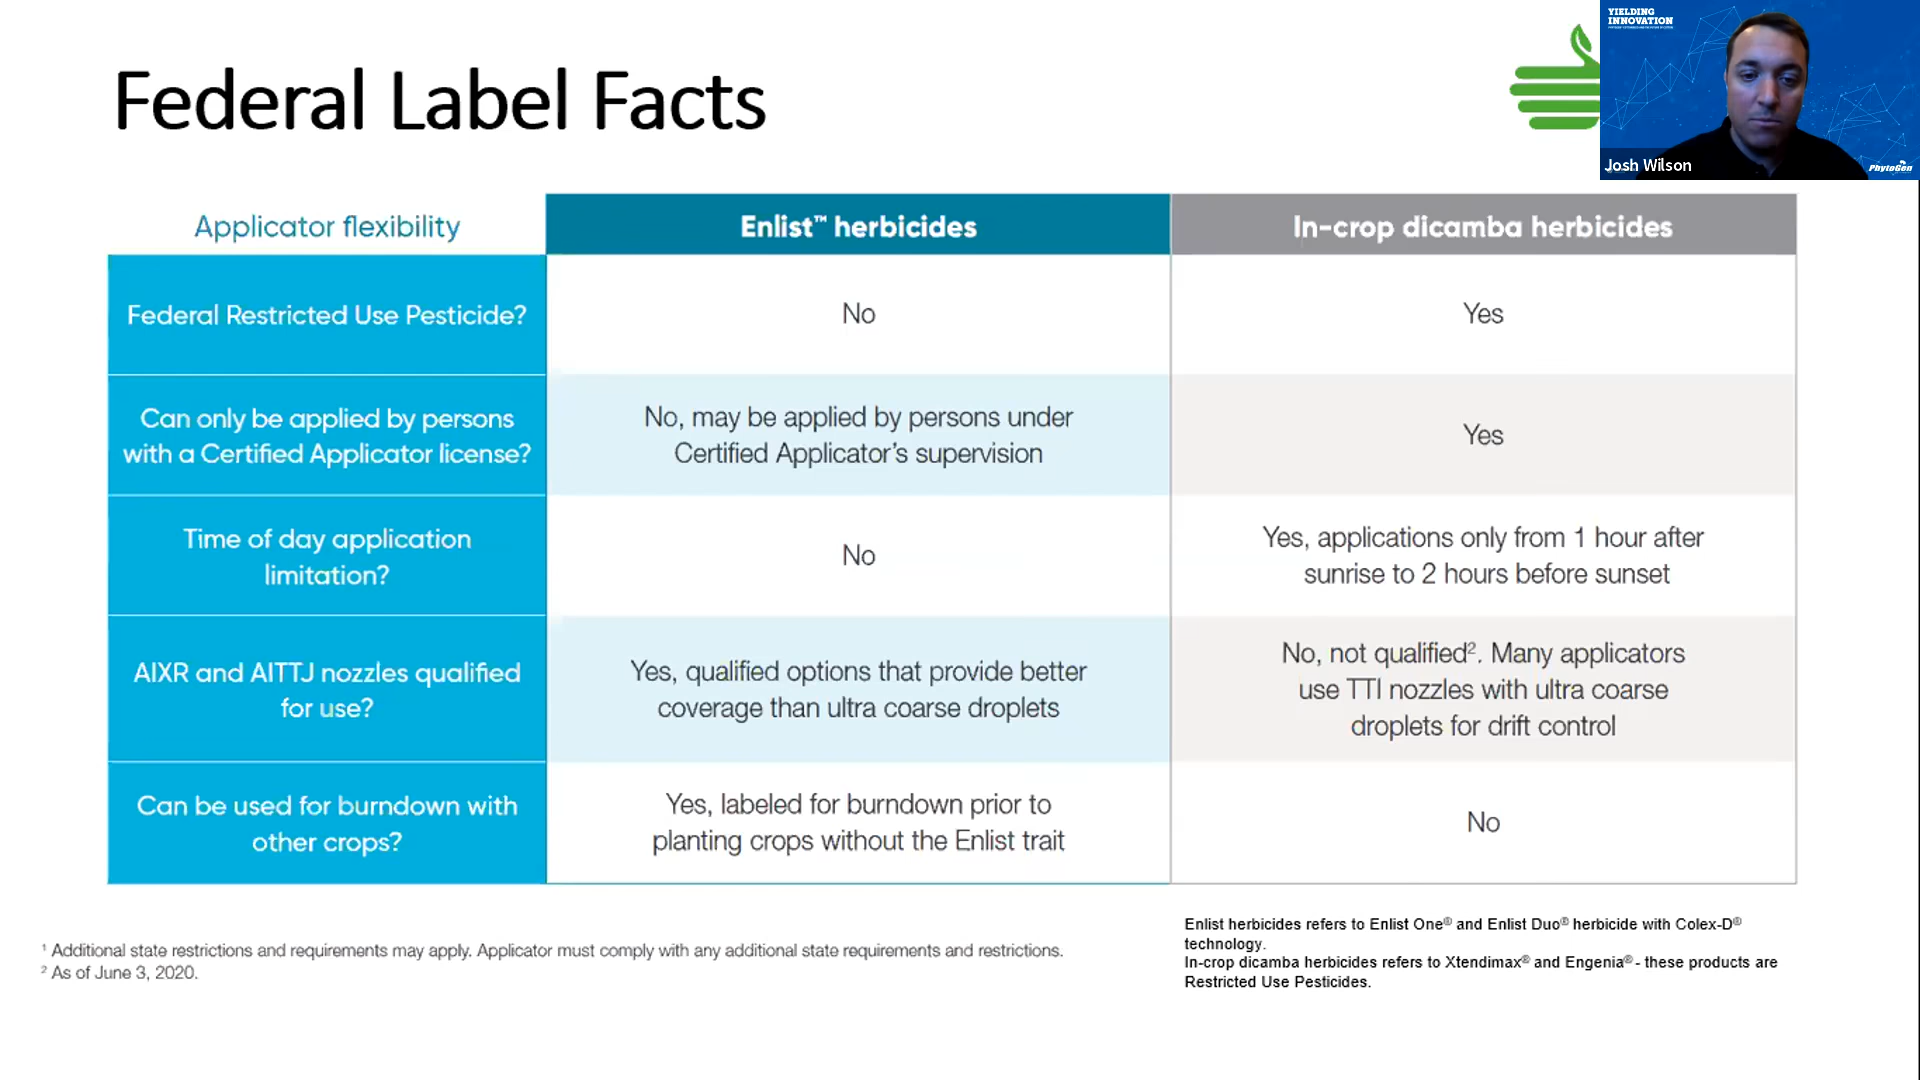 YIELDING
INNOVATION
Josh Wilson
PhytoGen
Federal Label Facts
Applicator flexibility
Enlist™ herbicides
In-crop dicamba herbicides
Federal Restricted Use Pesticide?
No
Yes
Can only be applied by persons
with a Certified Applicator license?
No, may be applied by persons under
Certified Applicator's supervision
Yes
Time of day application
limitation?
No
Yes, applications only from 1 hour after
sunrise to 2 hours before sunset
AIXR and AITTJ nozzles qualified
for use?
Yes, qualified options that provide better
coverage than ultra coarse droplets
No, not qualified². Many applicators
use TTI nozzles with ultra coarse
droplets for drift control
Can be used for burndown with
other crops?
Yes, labeled for burndown prior to
planting crops without the Enlist trait
No
¹ Additional state restrictions and requirements may apply. Applicator must comply with any additional state requirements and restrictions.
² As of June 3, 2020.
Enlist herbicides refers to Enlist One® and Enlist Duo® herbicide with Colex-D®
technology.
In-crop dicamba herbicides refers to Xtendimax® and Engenia® - these products are
Restricted Use Pesticides.